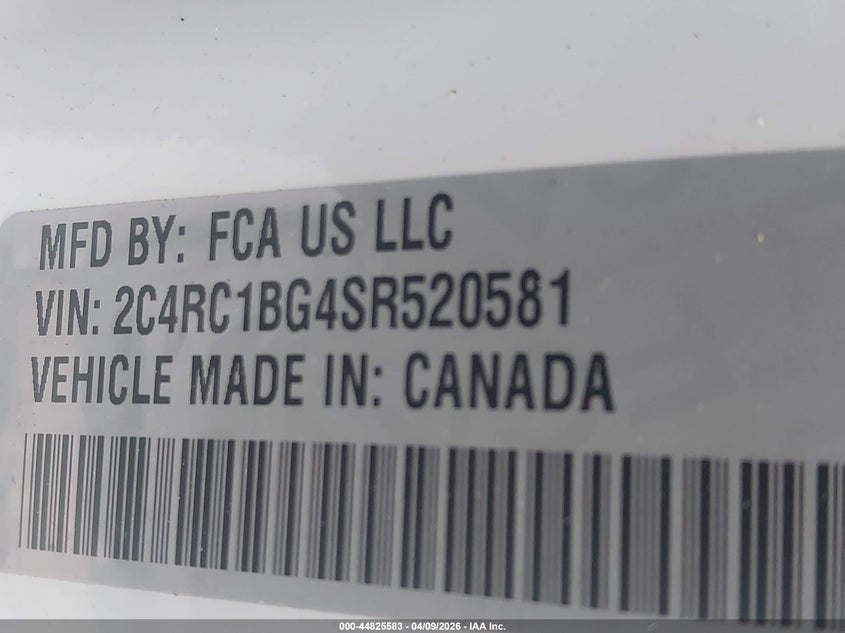 MFD BY: FCA US LLC
VIN: 2C4RC1BG4SR520581
VEHICLE MADE IN: CANADA
000-44825583 - 04/09/2026 - IAA Inc.